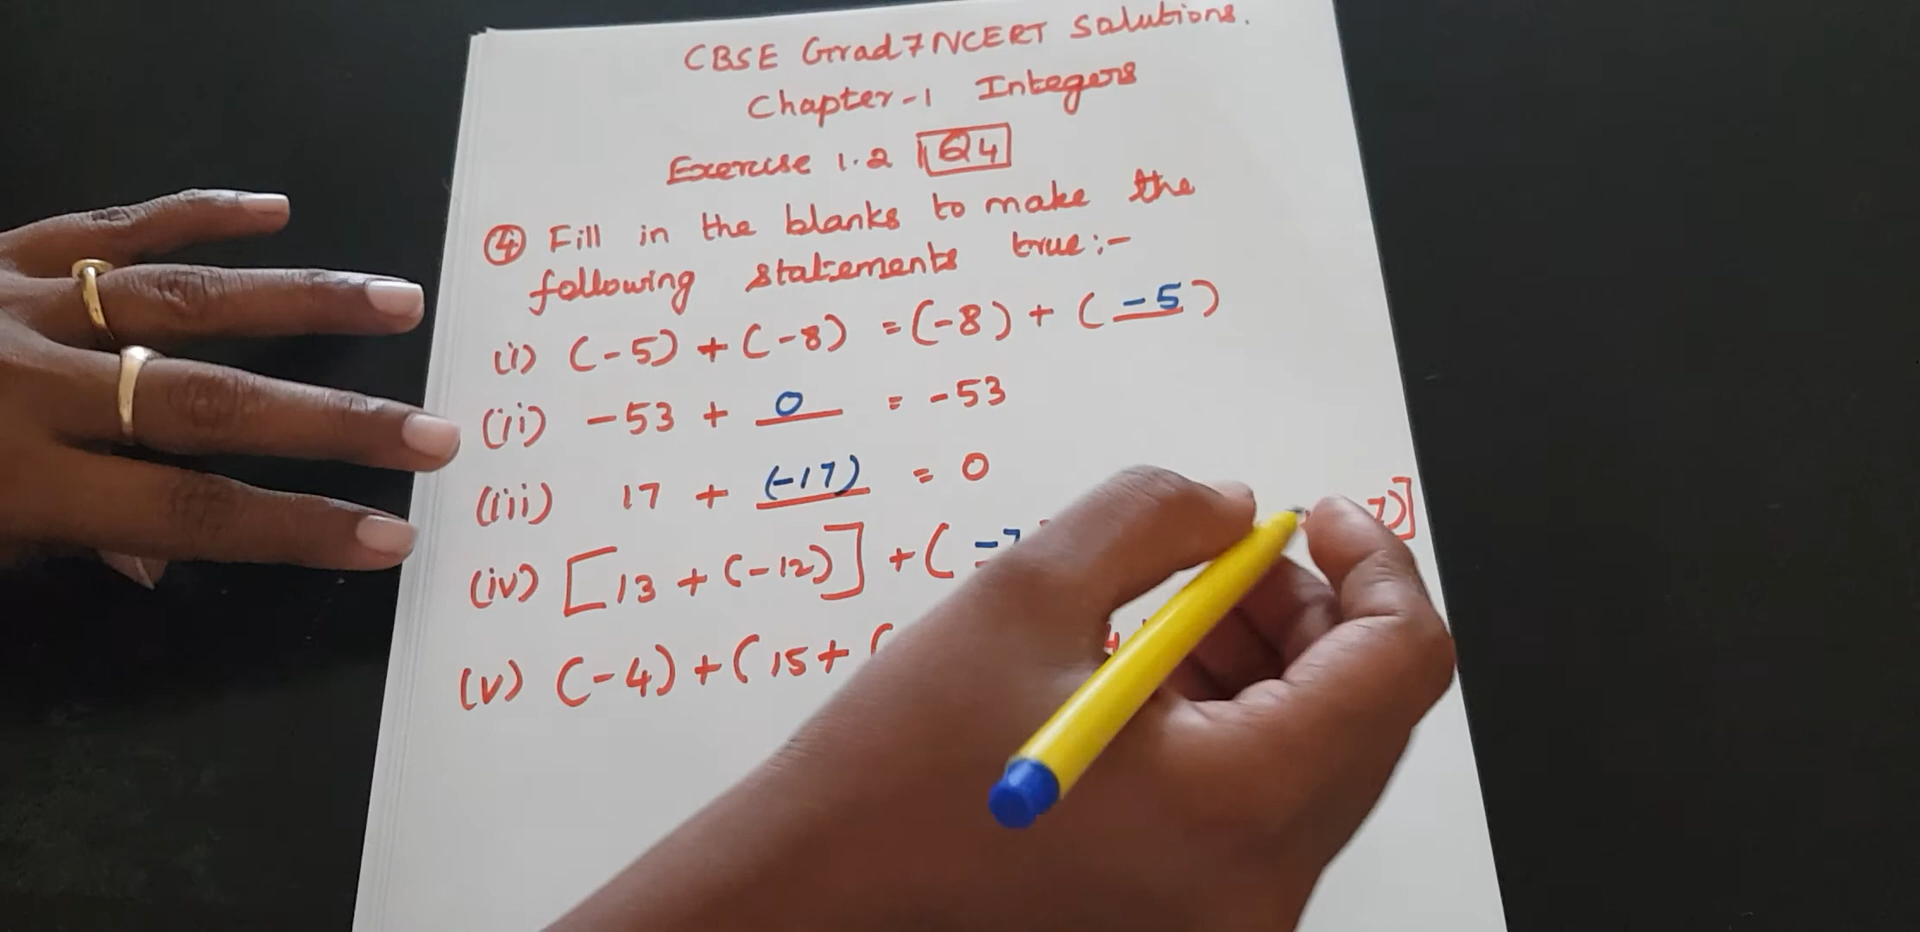 CBSE Grad7 NCERT Solutions.
Chapter-1 Integers
Exercise 1.2 Q4
④ Fill in the blanks to make the
following statements true:-
(i) (-5) + (-8) = (-8) + ( -5 )
(ii) -53 + 0 = -53
(iii) 17 + (-17) = 0
(iv) [13 + (-12)] + ( -7 7)]
(v) (-4) + (15 + (